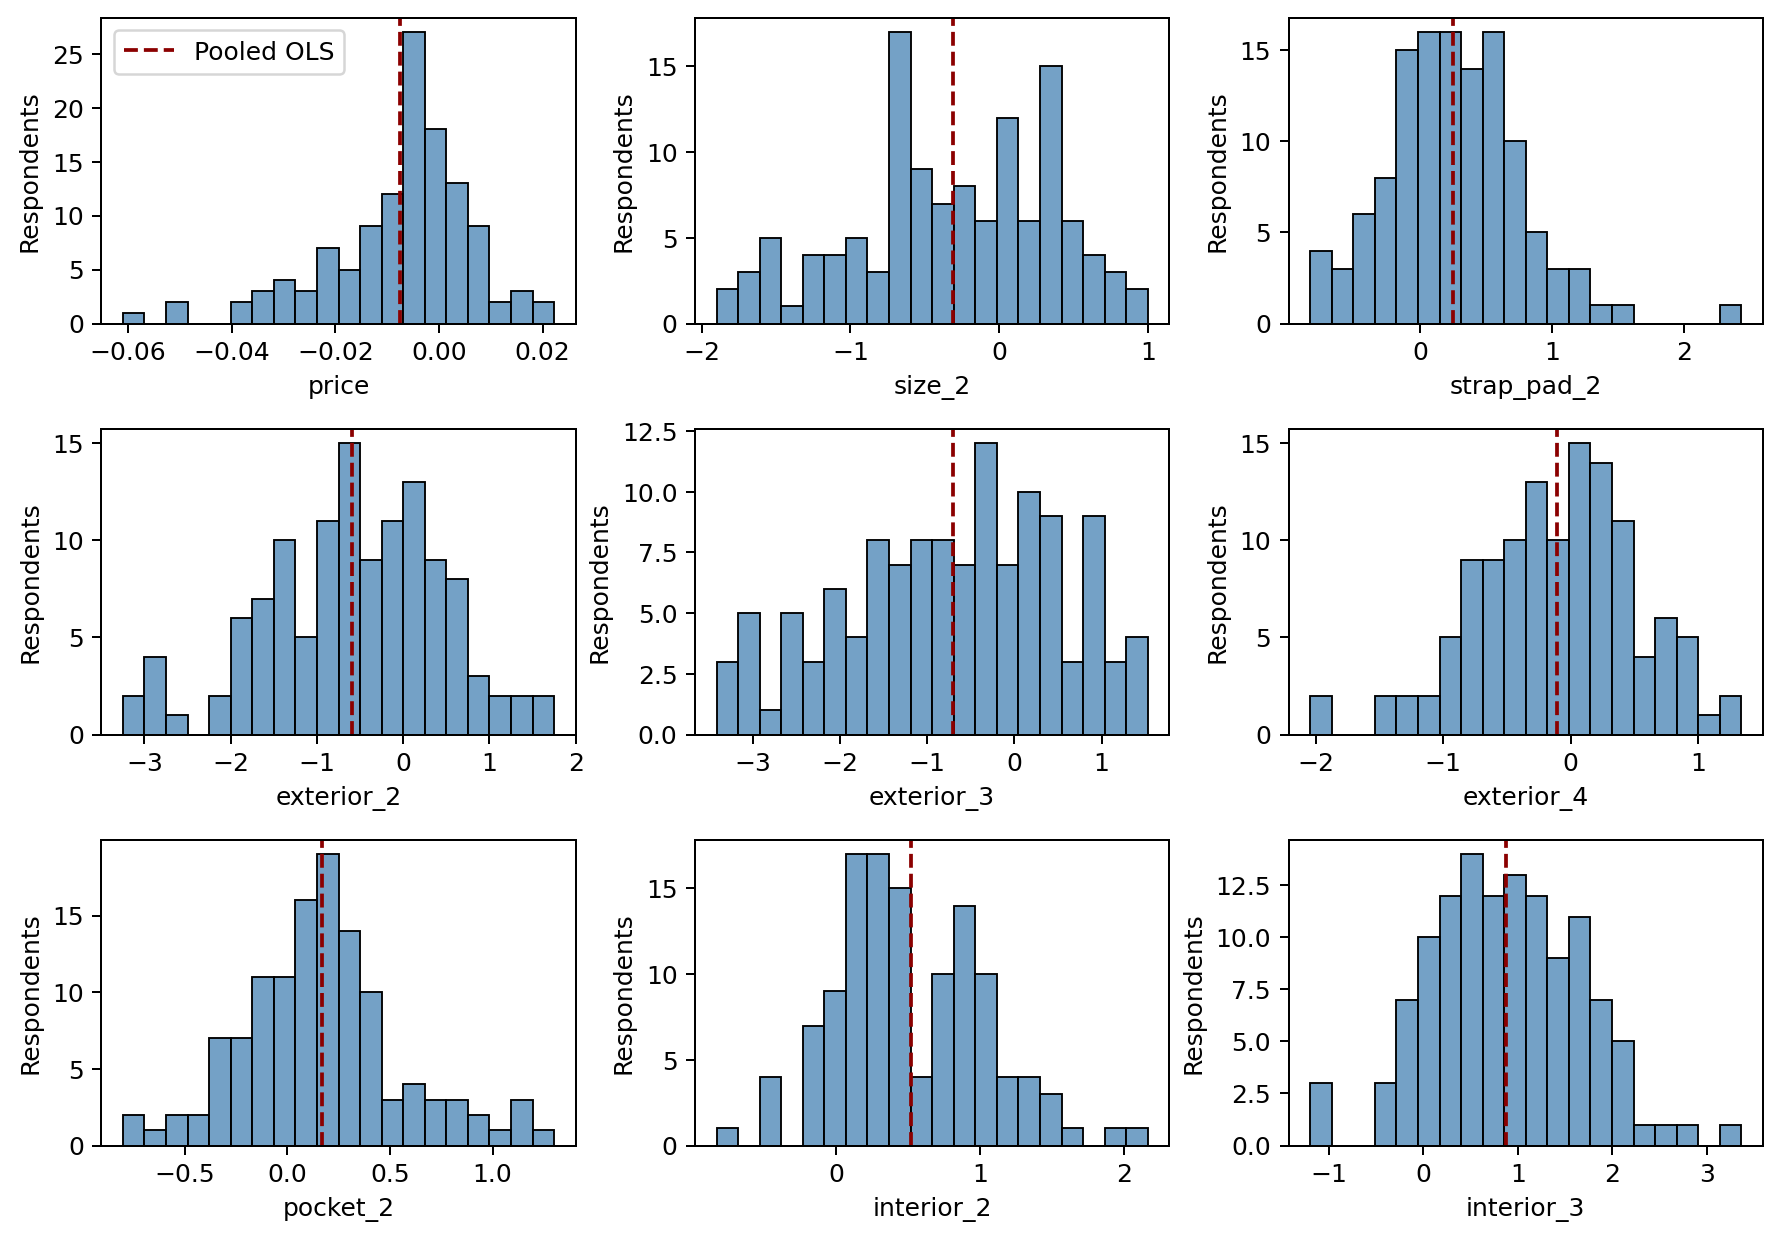 Pooled OLS
Respondents
25
20
15
10
5
0
−0.06 −0.04 −0.02 0.00 0.02
price
Respondents
15
10
5
0
−2 −1 0 1
size_2
Respondents
15
10
5
0
0 1 2
strap_pad_2
Respondents
15
10
5
0
−3 −2 −1 0 1 2
exterior_2
Respondents
12.5
10.0
7.5
5.0
2.5
0.0
−3 −2 −1 0 1
exterior_3
Respondents
15
10
5
0
−2 −1 0 1
exterior_4
Respondents
15
10
5
0
−0.5 0.0 0.5 1.0
pocket_2
Respondents
15
10
5
0
0 1 2
interior_2
Respondents
12.5
10.0
7.5
5.0
2.5
0.0
−1 0 1 2 3
interior_3